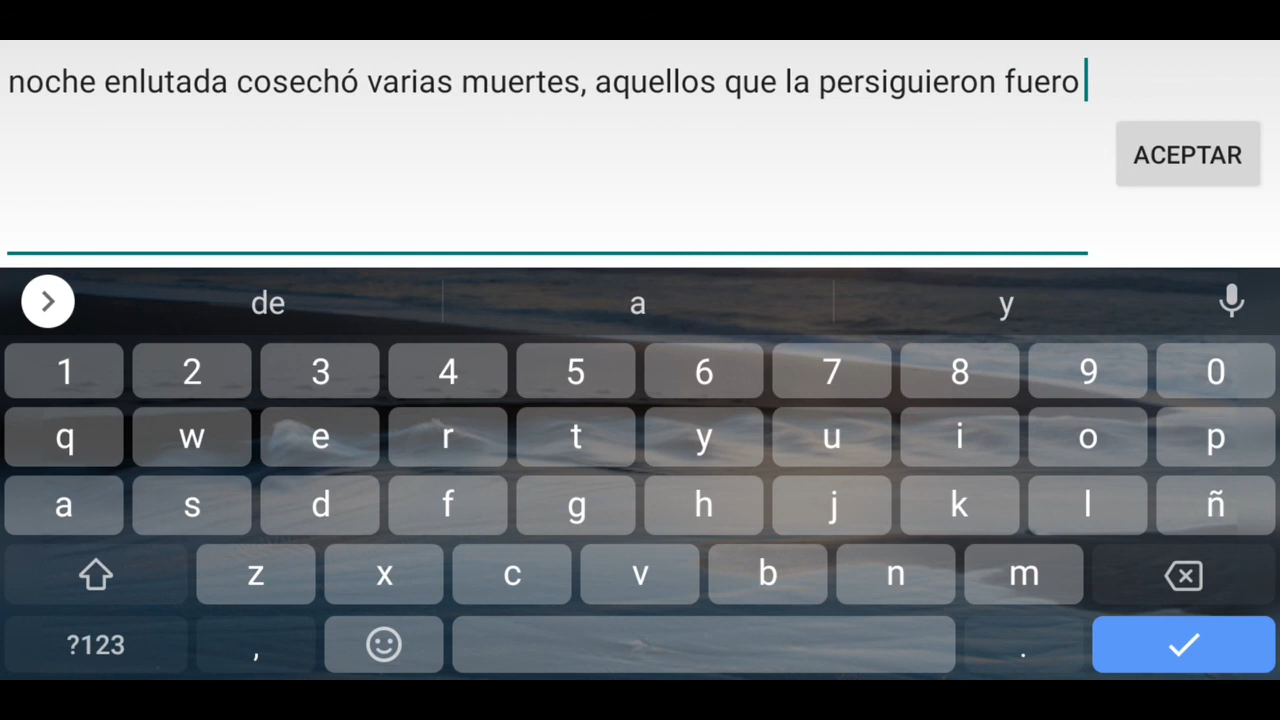 noche enlutada cosechó varias muertes, aquellos que la persiguieron fuero
ACEPTAR
de a y
1 2 3 4 5 6 7 8 9 0
q w e r t y u i o p
a s d f g h j k l ñ
z x c v b n m
?123 , .